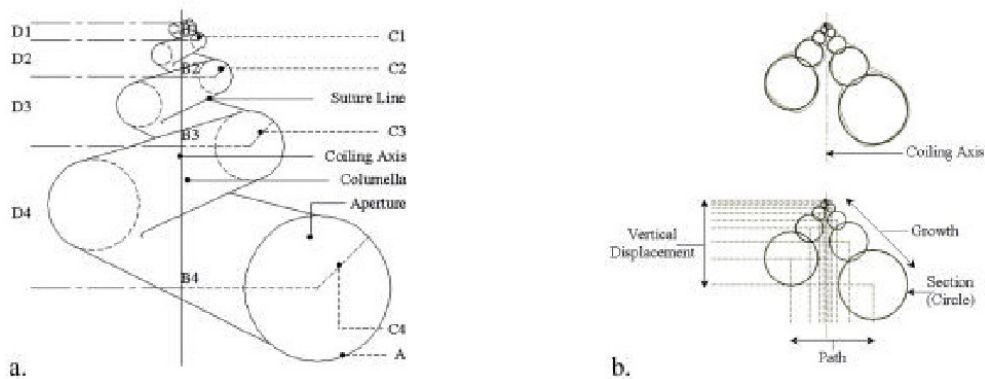 D1
D2
D3
D4
B1
B2
B3
B4
C1
C2
Suture Line
C3
Coiling Axis
Columella
Aperture
C4
A
a.
Coiling Axis
Vertical
Displacement
Growth
Section
(Circle)
Path
b.